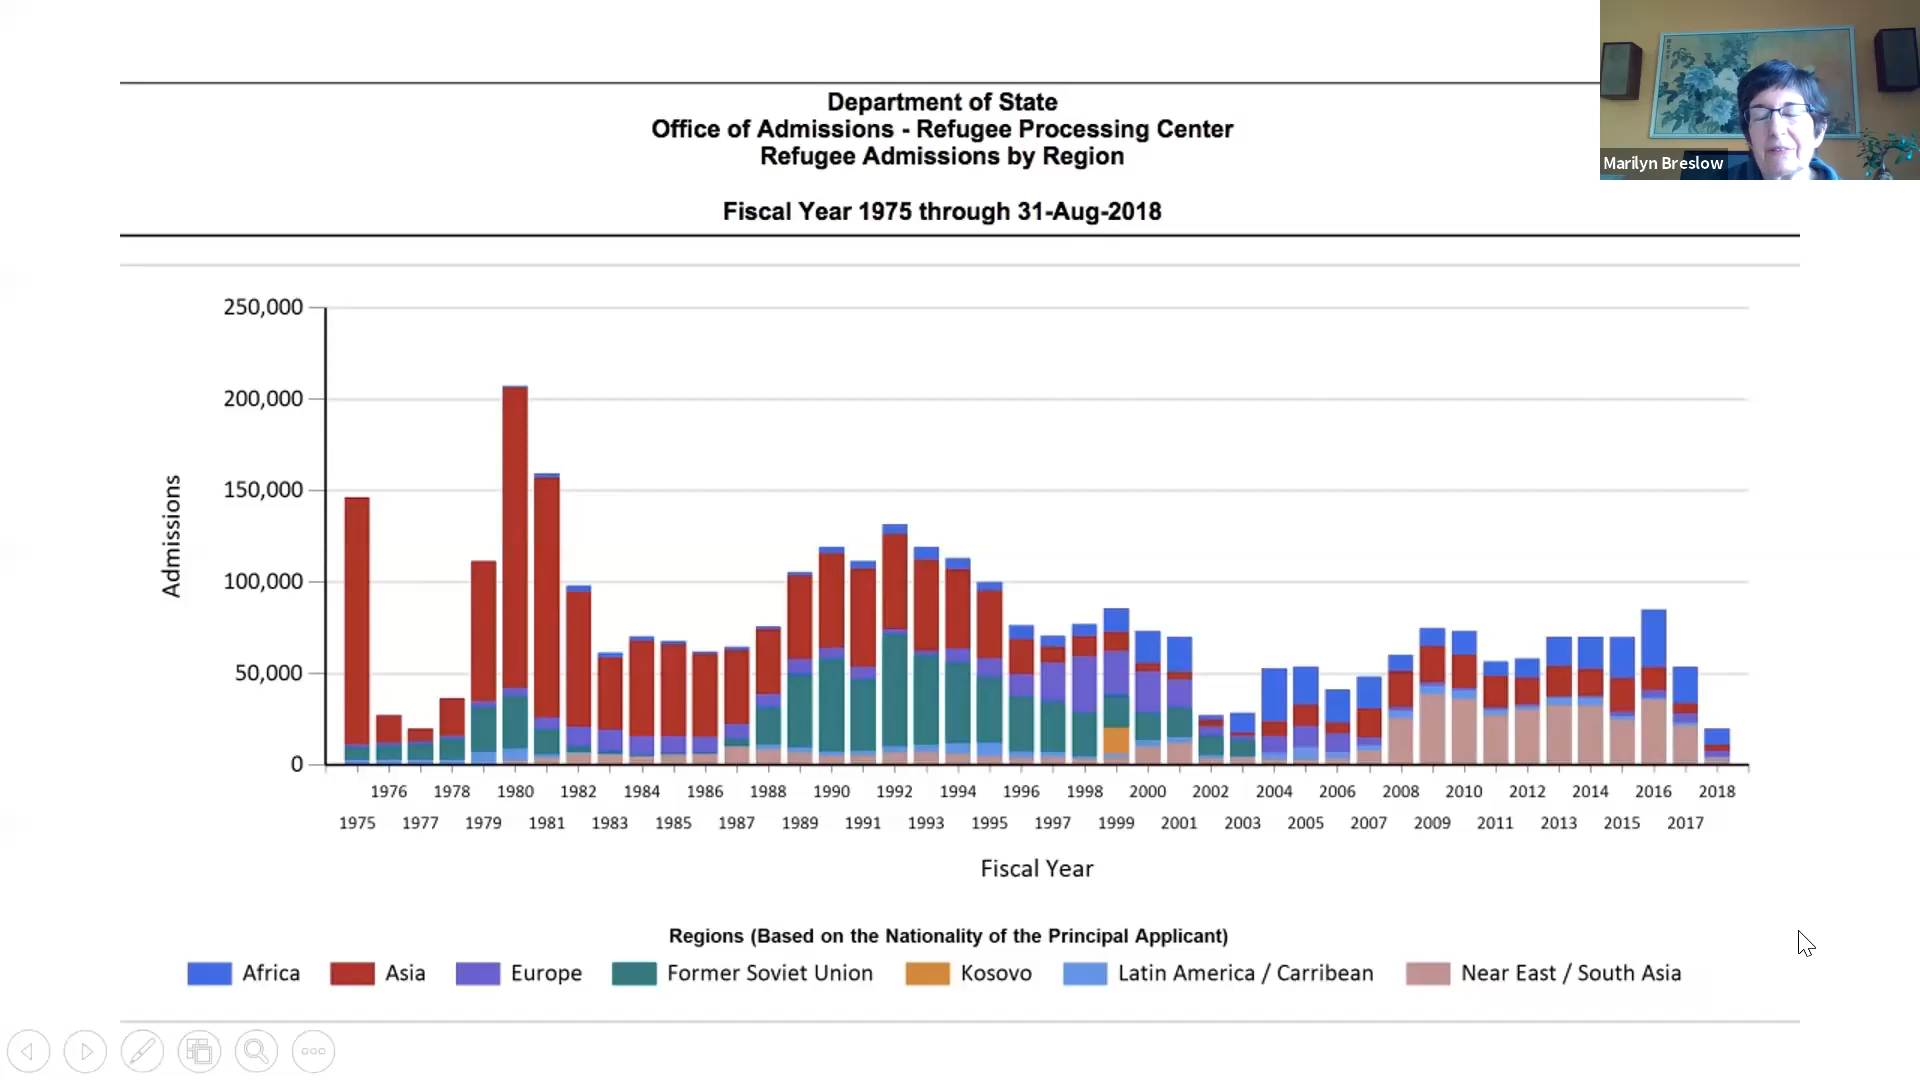 Department of State
Office of Admissions - Refugee Processing Center
Refugee Admissions by Region
Fiscal Year 1975 through 31-Aug-2018
Marilyn Breslow
250,000
200,000
150,000
100,000
50,000
0
Admissions
1976 1978 1980 1982 1984 1986 1988 1990 1992 1994 1996 1998 2000 2002 2004 2006 2008 2010 2012 2014 2016 2018
1975 1977 1979 1981 1983 1985 1987 1989 1991 1993 1995 1997 1999 2001 2003 2005 2007 2009 2011 2013 2015 2017
Fiscal Year
Regions (Based on the Nationality of the Principal Applicant)
Africa Asia Europe Former Soviet Union Kosovo Latin America / Carribean Near East / South Asia